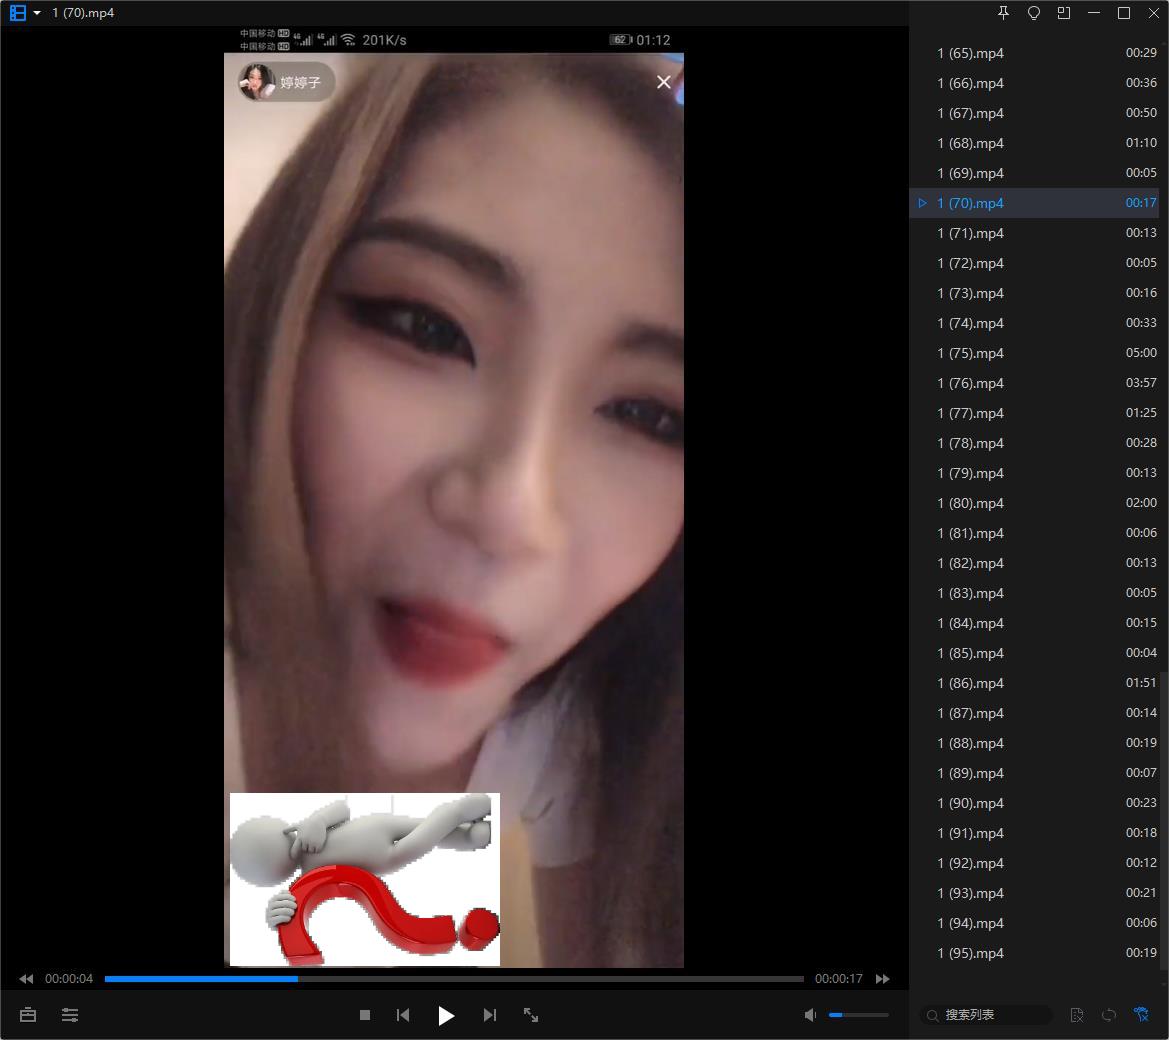 1 (70).mp4
中国移动 HD 4G 4G 201K/s 62 01:12
中国移动 HD
婷婷子
1 (65).mp4 00:29
1 (66).mp4 00:36
1 (67).mp4 00:50
1 (68).mp4 01:10
1 (69).mp4 00:05
1 (70).mp4 00:17
1 (71).mp4 00:13
1 (72).mp4 00:05
1 (73).mp4 00:16
1 (74).mp4 00:33
1 (75).mp4 05:00
1 (76).mp4 03:57
1 (77).mp4 01:25
1 (78).mp4 00:28
1 (79).mp4 00:13
1 (80).mp4 02:00
1 (81).mp4 00:06
1 (82).mp4 00:13
1 (83).mp4 00:05
1 (84).mp4 00:15
1 (85).mp4 00:04
1 (86).mp4 01:51
1 (87).mp4 00:14
1 (88).mp4 00:19
1 (89).mp4 00:07
1 (90).mp4 00:23
1 (91).mp4 00:18
1 (92).mp4 00:12
1 (93).mp4 00:21
1 (94).mp4 00:06
1 (95).mp4 00:19
00:00:04 00:00:17
搜索列表